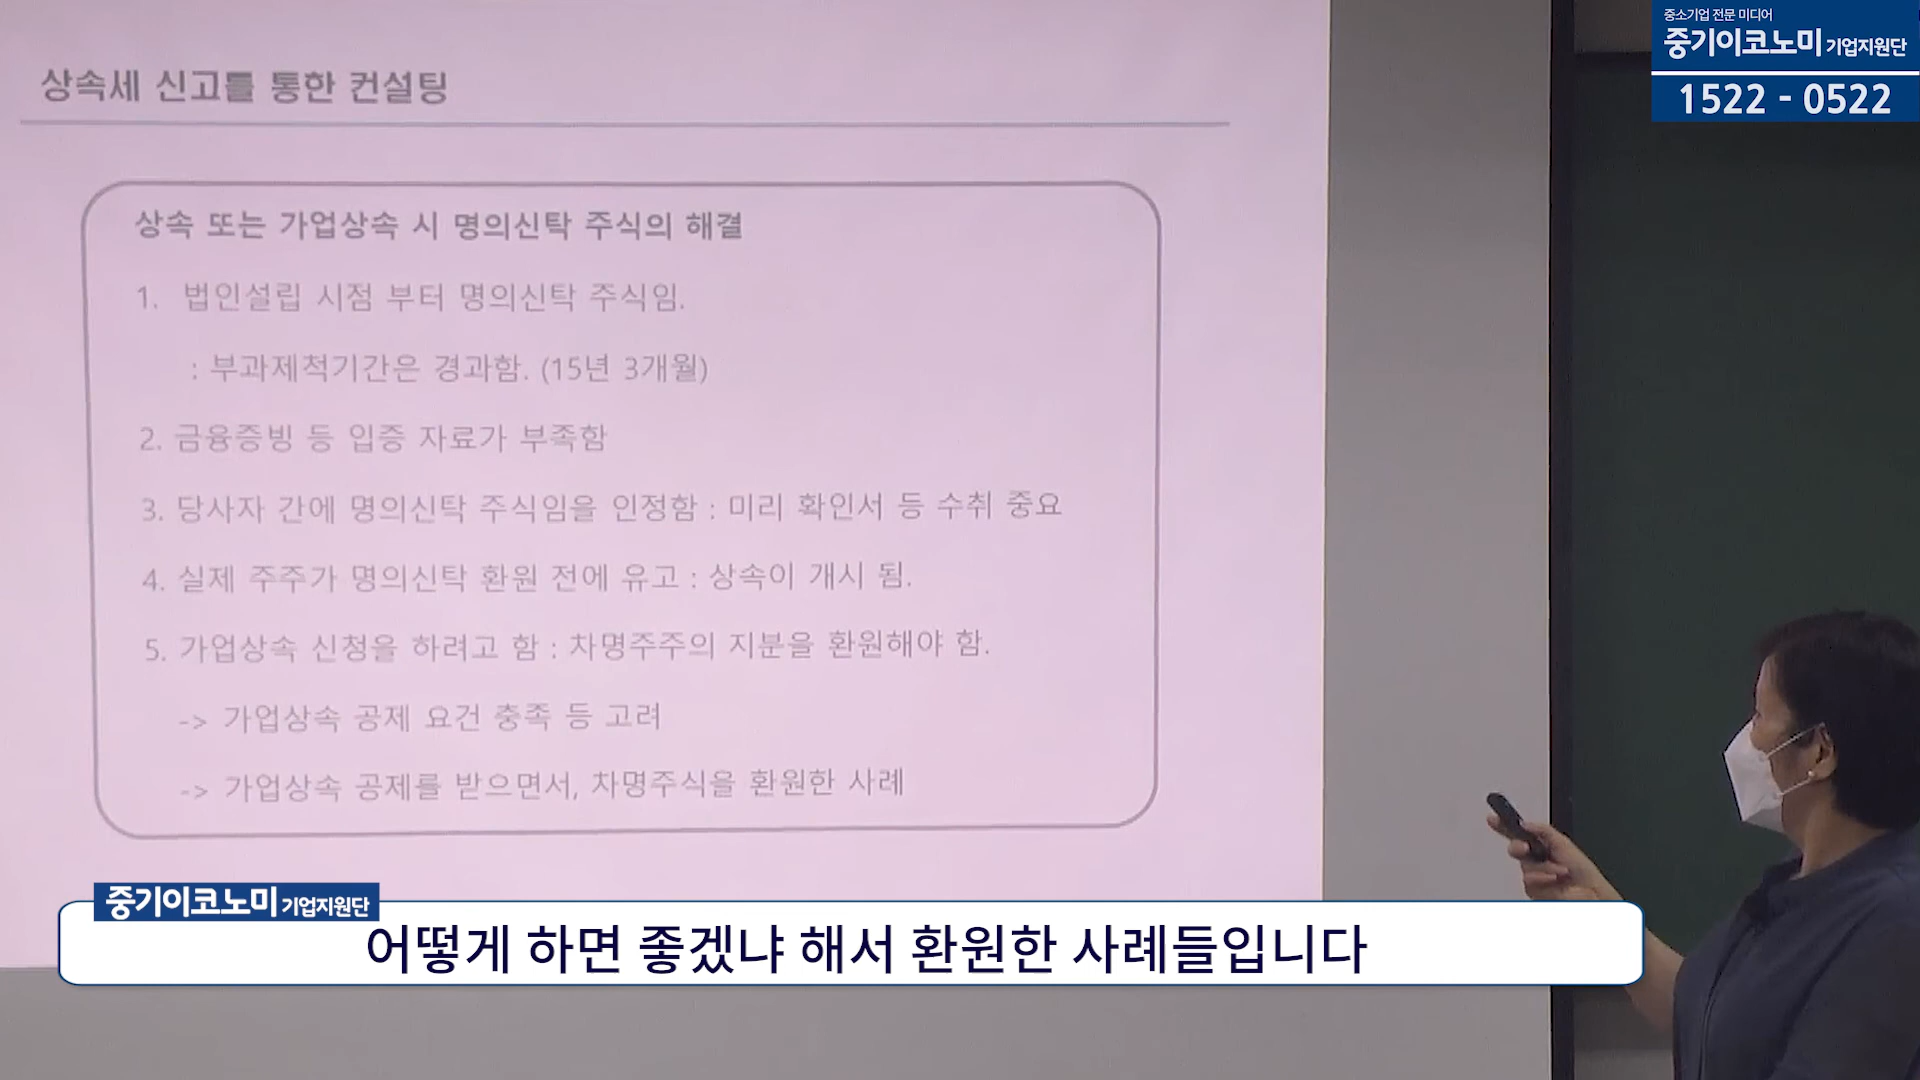 중소기업 전문 미디어
중기이코노미 기업지원단
1522 - 0522
상속세 신고를 통한 컨설팅
상속 또는 가업상속 시 명의신탁 주식의 해결
1. 법인설립 시점 부터 명의신탁 주식임.
: 부과제척기간은 경과함. (15년 3개월)
2. 금융증빙 등 입증 자료가 부족함
3. 당사자 간에 명의신탁 주식임을 인정함 : 미리 확인서 등 수취 중요
4. 실제 주주가 명의신탁 환원 전에 유고 : 상속이 개시 됨.
5. 가업상속 신청을 하려고 함 : 차명주주의 지분을 환원해야 함.
-> 가업상속 공제 요건 충족 등 고려
-> 가업상속 공제를 받으면서, 차명주식을 환원한 사례
중기이코노미 기업지원단
어떻게 하면 좋겠냐 해서 환원한 사례들입니다